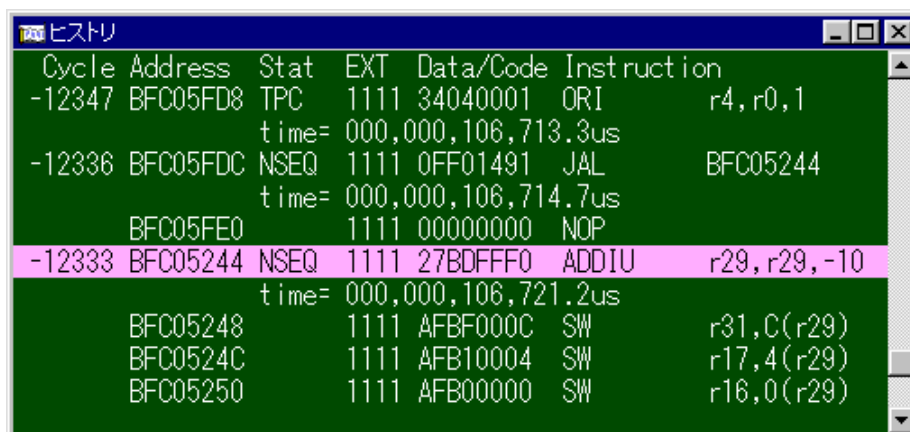 ヒストリ
Cycle Address Stat EXT Data/Code Instruction
-12347 BFC05FD8 TPC 1111 34040001 ORI r4,r0,1
time= 000,000,106,713.3us
-12336 BFC05FDC NSEQ 1111 0FF01491 JAL BFC05244
time= 000,000,106,714.7us
BFC05FE0 1111 00000000 NOP
-12333 BFC05244 NSEQ 1111 27BDFFF0 ADDIU r29,r29,-10
time= 000,000,106,721.2us
BFC05248 1111 AFBF000C SW r31,C(r29)
BFC0524C 1111 AFB10004 SW r17,4(r29)
BFC05250 1111 AFB00000 SW r16,0(r29)